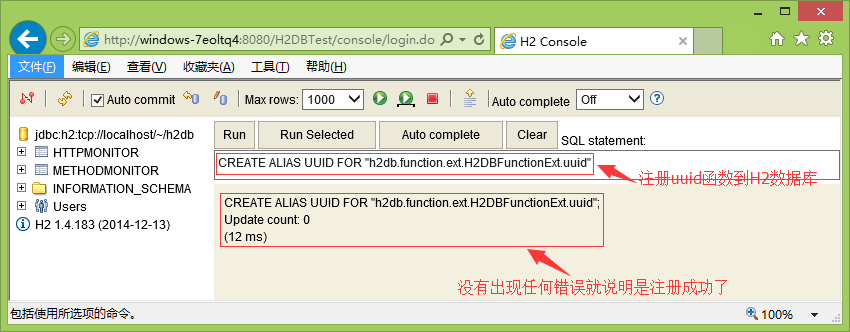 http://windows-7eoltq4:8080/H2DBTest/console/login.do
H2 Console
文件(F) 编辑(E) 查看(V) 收藏夹(A) 工具(T) 帮助(H)
Auto commit Max rows: 1000 Auto complete Off
jdbc:h2:tcp://localhost/~/h2db
HTTPMONITOR
METHODMONITOR
INFORMATION_SCHEMA
Users
H2 1.4.183 (2014-12-13)
Run Run Selected Auto complete Clear SQL statement:
CREATE ALIAS UUID FOR "h2db.function.ext.H2DBFunctionExt.uuid"
注册uuid函数到H2数据库
CREATE ALIAS UUID FOR "h2db.function.ext.H2DBFunctionExt.uuid";
Update count: 0
(12 ms)
没有出现任何错误就说明是注册成功了
包括使用所选项的命令。 100%